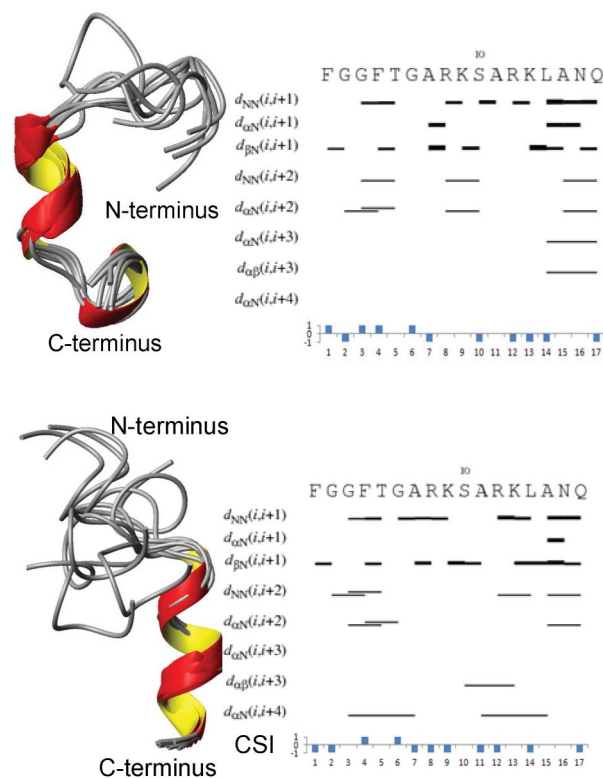 10
F G G F T G A R K S A R K L A N Q
dNN(i,i+1)
dαN(i,i+1)
dβN(i,i+1)
dNN(i,i+2)
dαN(i,i+2)
dαN(i,i+3)
dαβ(i,i+3)
dαN(i,i+4)
N-terminus
C-terminus
1
0
-1
1 2 3 4 5 6 7 8 9 10 11 12 13 14 15 16 17
N-terminus
10
F G G F T G A R K S A R K L A N Q
dNN(i,i+1)
dαN(i,i+1)
dβN(i,i+1)
dNN(i,i+2)
dαN(i,i+2)
dαN(i,i+3)
dαβ(i,i+3)
dαN(i,i+4)
C-terminus
CSI
1
0
-1
1 2 3 4 5 6 7 8 9 10 11 12 13 14 15 16 17